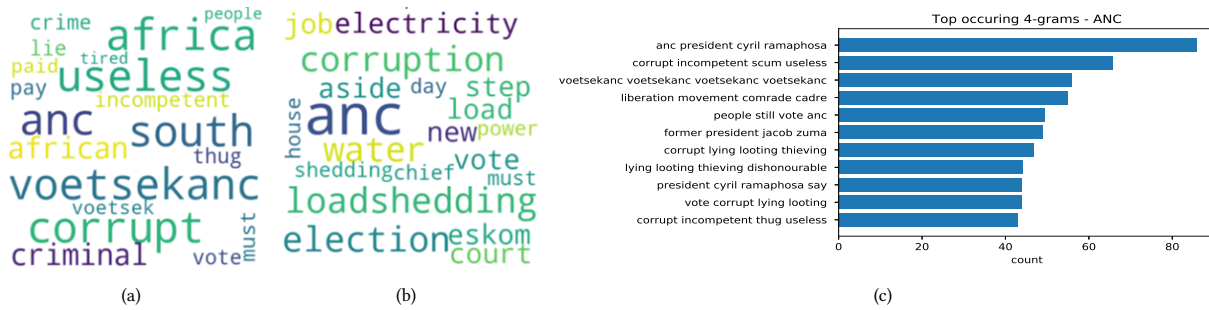 people
crime
africa
lie
tired
paid
useless
pay
incompetent
anc
south
african
thug
voetsekanc
voetsek
corrupt
must
criminal
vote
(a)
jobelectricity
corruption
aside day step
load
anc
new power
house
water
vote
sheddingchief
must
loadshedding
election
eskom
court
(b)
Top occuring 4-grams - ANC
anc president cyril ramaphosa
corrupt incompetent scum useless
voetsekanc voetsekanc voetsekanc voetsekanc
liberation movement comrade cadre
people still vote anc
former president jacob zuma
corrupt lying looting thieving
lying looting thieving dishonourable
president cyril ramaphosa say
vote corrupt lying looting
corrupt incompetent thug useless
0 20 40 60 80
count
(c)